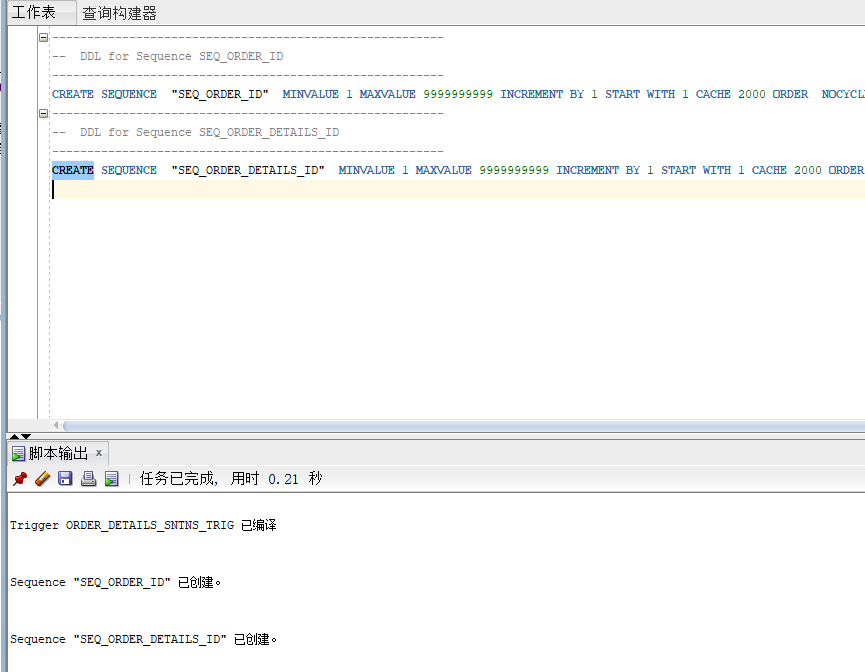 工作表 查询构建器
--------------------------------------------------------
--  DDL for Sequence SEQ_ORDER_ID
--------------------------------------------------------
CREATE SEQUENCE  "SEQ_ORDER_ID"  MINVALUE 1 MAXVALUE 9999999999 INCREMENT BY 1 START WITH 1 CACHE 2000 ORDER  NOCYCL
--------------------------------------------------------
--  DDL for Sequence SEQ_ORDER_DETAILS_ID
--------------------------------------------------------
CREATE SEQUENCE  "SEQ_ORDER_DETAILS_ID"  MINVALUE 1 MAXVALUE 9999999999 INCREMENT BY 1 START WITH 1 CACHE 2000 ORDER
脚本输出 x
任务已完成, 用时 0.21 秒
Trigger ORDER_DETAILS_SNTNS_TRIG 已编译
Sequence "SEQ_ORDER_ID" 已创建。
Sequence "SEQ_ORDER_DETAILS_ID" 已创建。